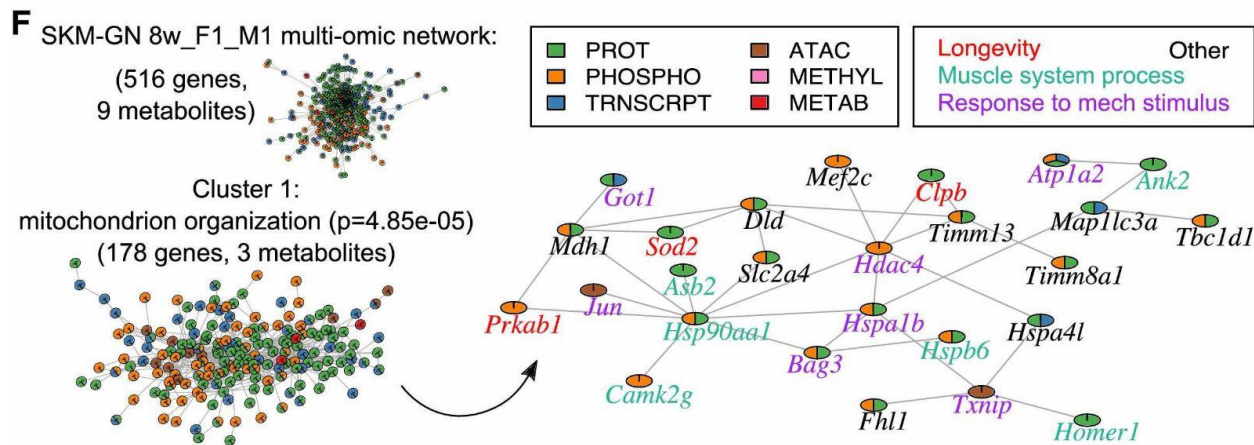 F
SKM-GN 8w_F1_M1 multi-omic network:
(516 genes,
9 metabolites)
Cluster 1:
mitochondrion organization (p=4.85e-05)
(178 genes, 3 metabolites)
PROT
PHOSPHO
TRNSCRPT
ATAC
METHYL
METAB
Longevity
Other
Muscle system process
Response to mech stimulus
Got1
Mef2c
Clpb
Atp1a2
Ank2
Mdh1
Sod2
Dld
Timm13
Map1lc3a
Tbc1d1
Slc2a4
Hdac4
Timm8a1
Asb2
Jun
Prkab1
Hsp90aa1
Hspa1b
Hspa4l
Bag3
Hspb6
Camk2g
Fhl1
Txnip
Homer1